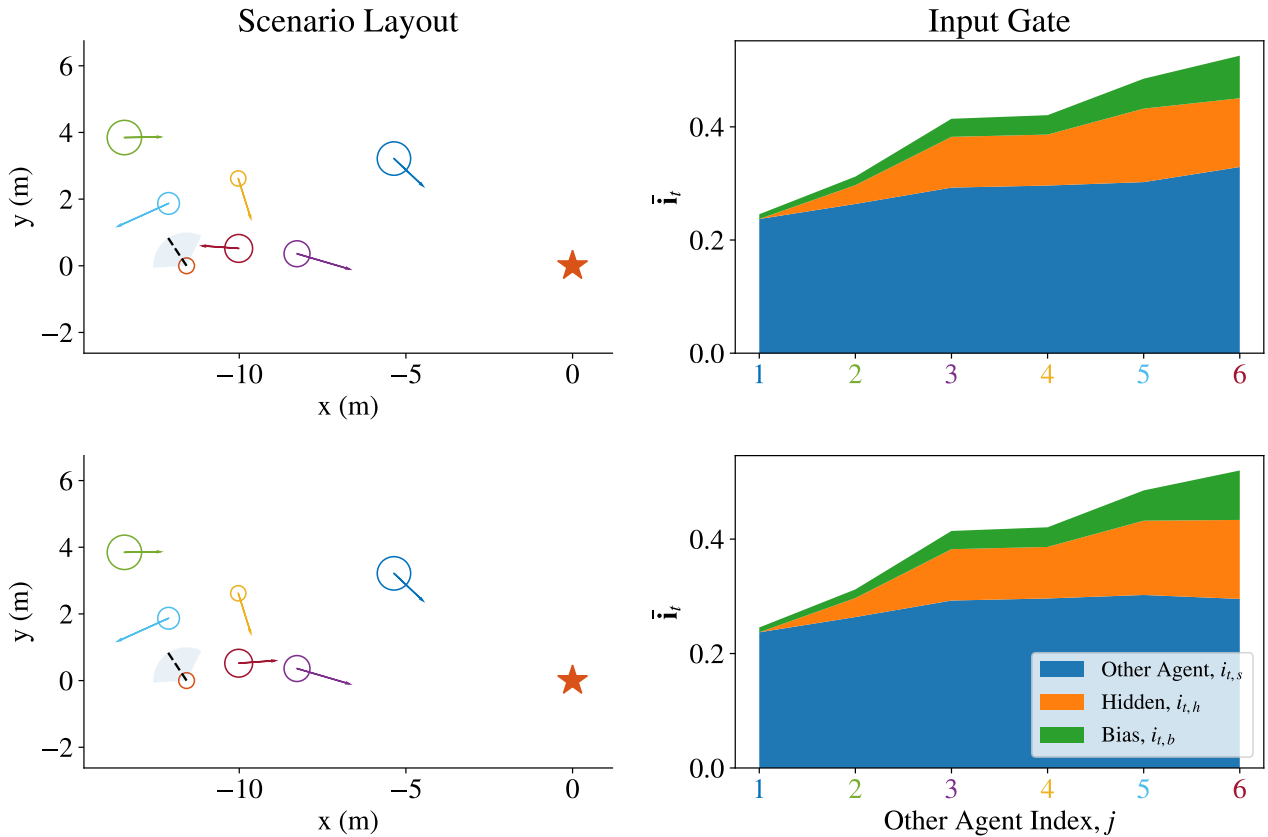 Scenario Layout
6
4
2
0
−2
y (m)
−10
−5
0
x (m)
Input Gate
0.4
0.2
0.0
i̅ₜ
1 2 3 4 5 6
6
4
2
0
−2
y (m)
−10
−5
0
x (m)
0.4
0.2
0.0
i̅ₜ
Other Agent, i_{t,s}
Hidden, i_{t,h}
Bias, i_{t,b}
1 2 3 4 5 6
Other Agent Index, j